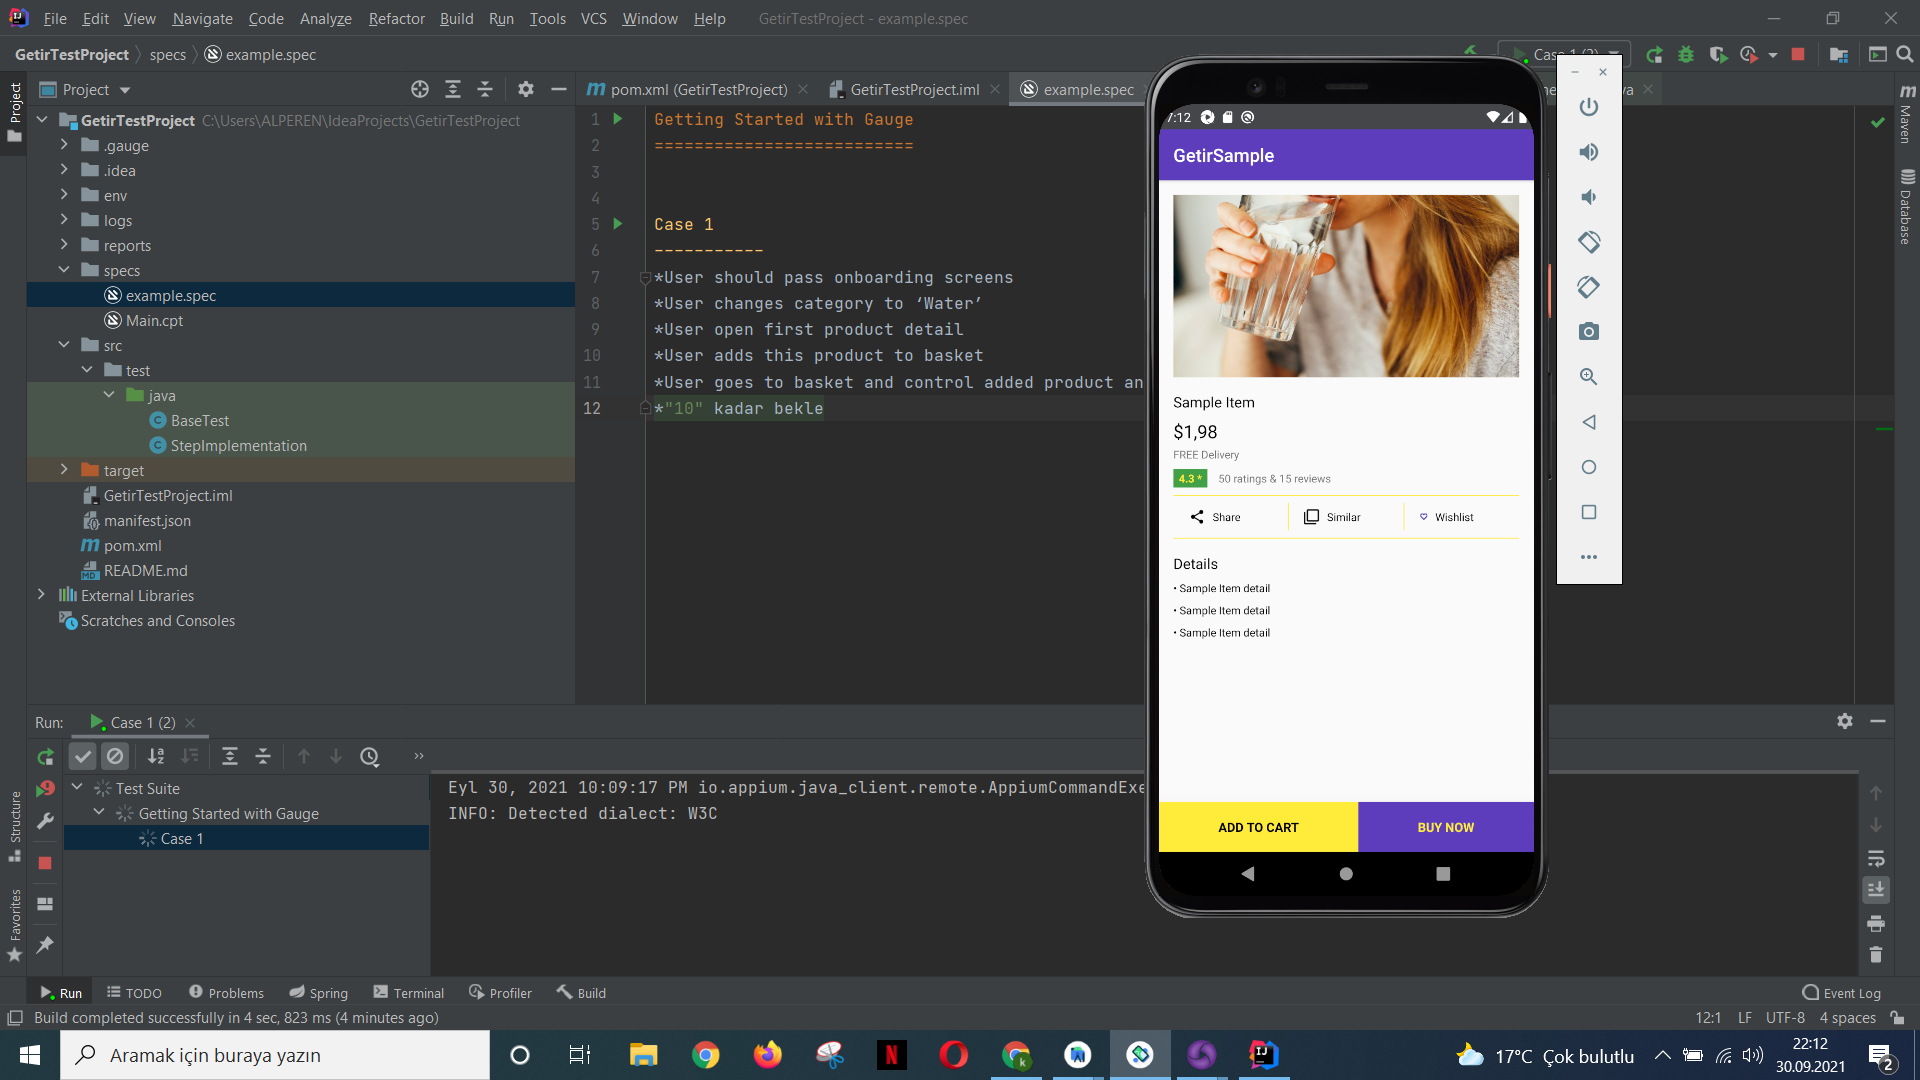 File Edit View Navigate Code Analyze Refactor Build Run Tools VCS Window Help GetirTestProject - example.spec
GetirTestProject specs example.spec
Case 1 (2)
Project
pom.xml (GetirTestProject) GetirTestProject.iml example.spec
GetirTestProject C:\Users\ALPEREN\IdeaProjects\GetirTestProject
.gauge
.idea
env
logs
reports
specs
example.spec
Main.cpt
src
test
java
BaseTest
StepImplementation
target
GetirTestProject.iml
manifest.json
pom.xml
README.md
External Libraries
Scratches and Consoles
Project
Structure
Favorites
1 Getting Started with Gauge
2 ==========================
3
4
5 Case 1
6 -----------
7 *User should pass onboarding screens
8 *User changes category to ‘Water’
9 *User open first product detail
10 *User adds this product to basket
11 *User goes to basket and control added product an
12 *"10" kadar bekle
7:12
GetirSample
Sample Item
$1,98
FREE Delivery
4.3 * 50 ratings & 15 reviews
Share Similar Wishlist
Details
• Sample Item detail
• Sample Item detail
• Sample Item detail
ADD TO CART BUY NOW
Maven
Database
Run: Case 1 (2)
Test Suite
Getting Started with Gauge
Case 1
Eyl 30, 2021 10:09:17 PM io.appium.java_client.remote.AppiumCommandExe
INFO: Detected dialect: W3C
Run TODO Problems Spring Terminal Profiler Build Event Log
Build completed successfully in 4 sec, 823 ms (4 minutes ago) 12:1 LF UTF-8 4 spaces
Aramak için buraya yazın
17°C Çok bulutlu
22:12
30.09.2021
2